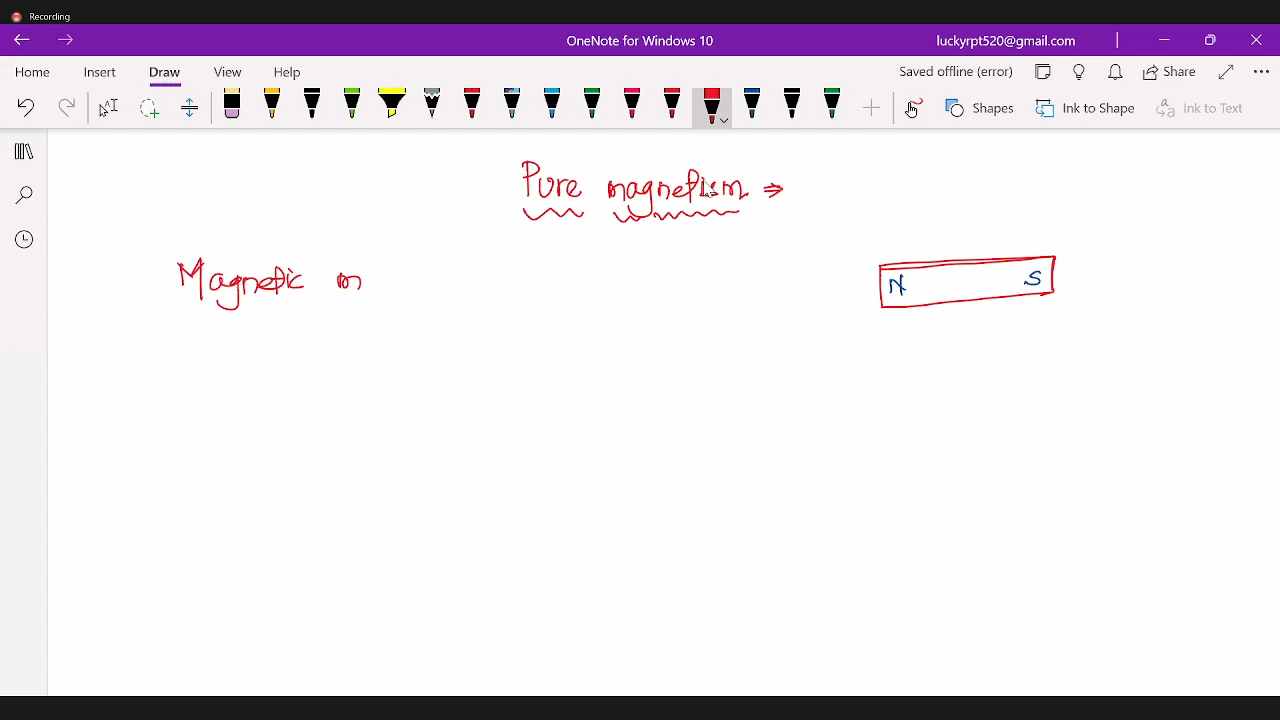 Recording
OneNote for Windows 10
luckyrpt520@gmail.com
Home Insert Draw View Help
Saved offline (error)
Share
Shapes
Ink to Shape
Ink to Text
Pure magnetism ⇒
Magnetic m
N S